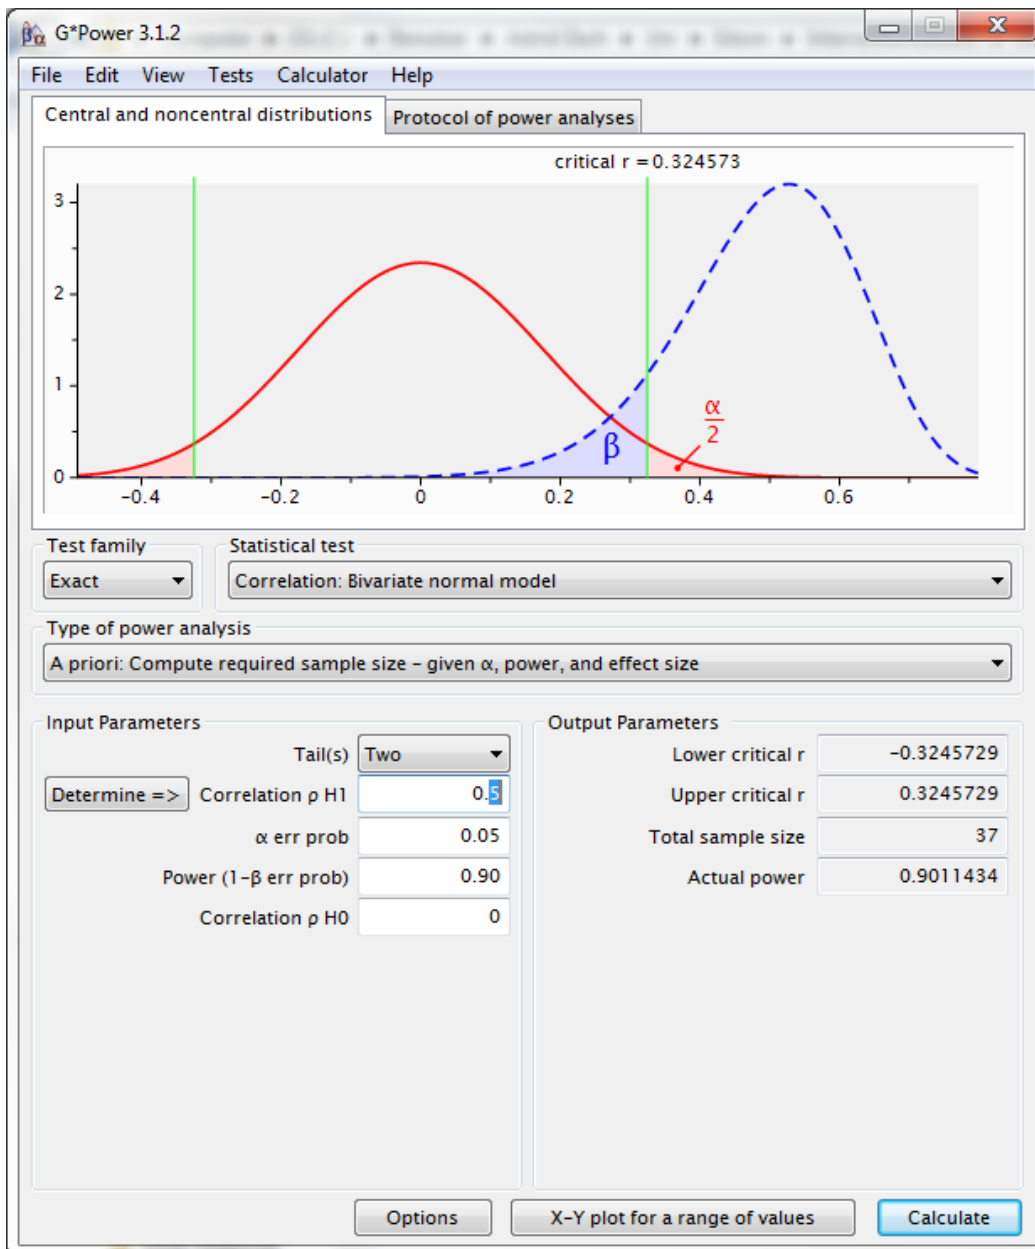 G*Power 3.1.2
File Edit View Tests Calculator Help
Central and noncentral distributions Protocol of power analyses
critical r = 0.324573
3
2
1
0
β
α
2
-0.4 -0.2 0 0.2 0.4 0.6
Test family Statistical test
Exact Correlation: Bivariate normal model
Type of power analysis
A priori: Compute required sample size - given α, power, and effect size
Input Parameters Output Parameters
Tail(s) Two Lower critical r -0.3245729
Determine => Correlation ρ H1 0.5 Upper critical r 0.3245729
α err prob 0.05 Total sample size 37
Power (1-β err prob) 0.90 Actual power 0.9011434
Correlation ρ H0 0
Options X-Y plot for a range of values Calculate